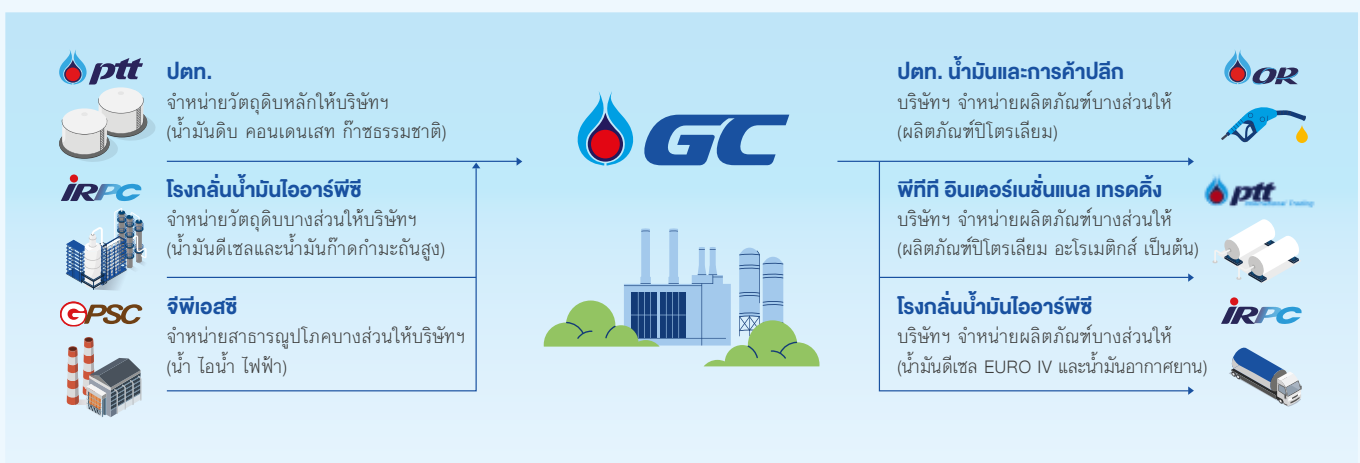 ptt
ปตท.
จำหน่ายวัตถุดิบหลักให้บริษัทฯ
(น้ำมันดิบ คอนเดนเสท ก๊าซธรรมชาติ)
IRPC
โรงกลั่นน้ำมันไออาร์พีซี
จำหน่ายวัตถุดิบบางส่วนให้บริษัทฯ
(น้ำมันดีเซลและน้ำมันก๊าดกำมะถันสูง)
GPSC
จีพีเอสซี
จำหน่ายสาธารณูปโภคบางส่วนให้บริษัทฯ
(น้ำ ไอน้ำ ไฟฟ้า)
GC
ปตท. น้ำมันและการค้าปลีก
บริษัทฯ จำหน่ายผลิตภัณฑ์บางส่วนให้
(ผลิตภัณฑ์ปิโตรเลียม)
OR
พีทีที อินเตอร์เนชั่นแนล เทรดดิ้ง
บริษัทฯ จำหน่ายผลิตภัณฑ์บางส่วนให้
(ผลิตภัณฑ์ปิโตรเลียม อะโรเมติกส์ เป็นต้น)
ptt
International Trading
โรงกลั่นน้ำมันไออาร์พีซี
บริษัทฯ จำหน่ายผลิตภัณฑ์บางส่วนให้
(น้ำมันดีเซล EURO IV และน้ำมันอากาศยาน)
IRPC